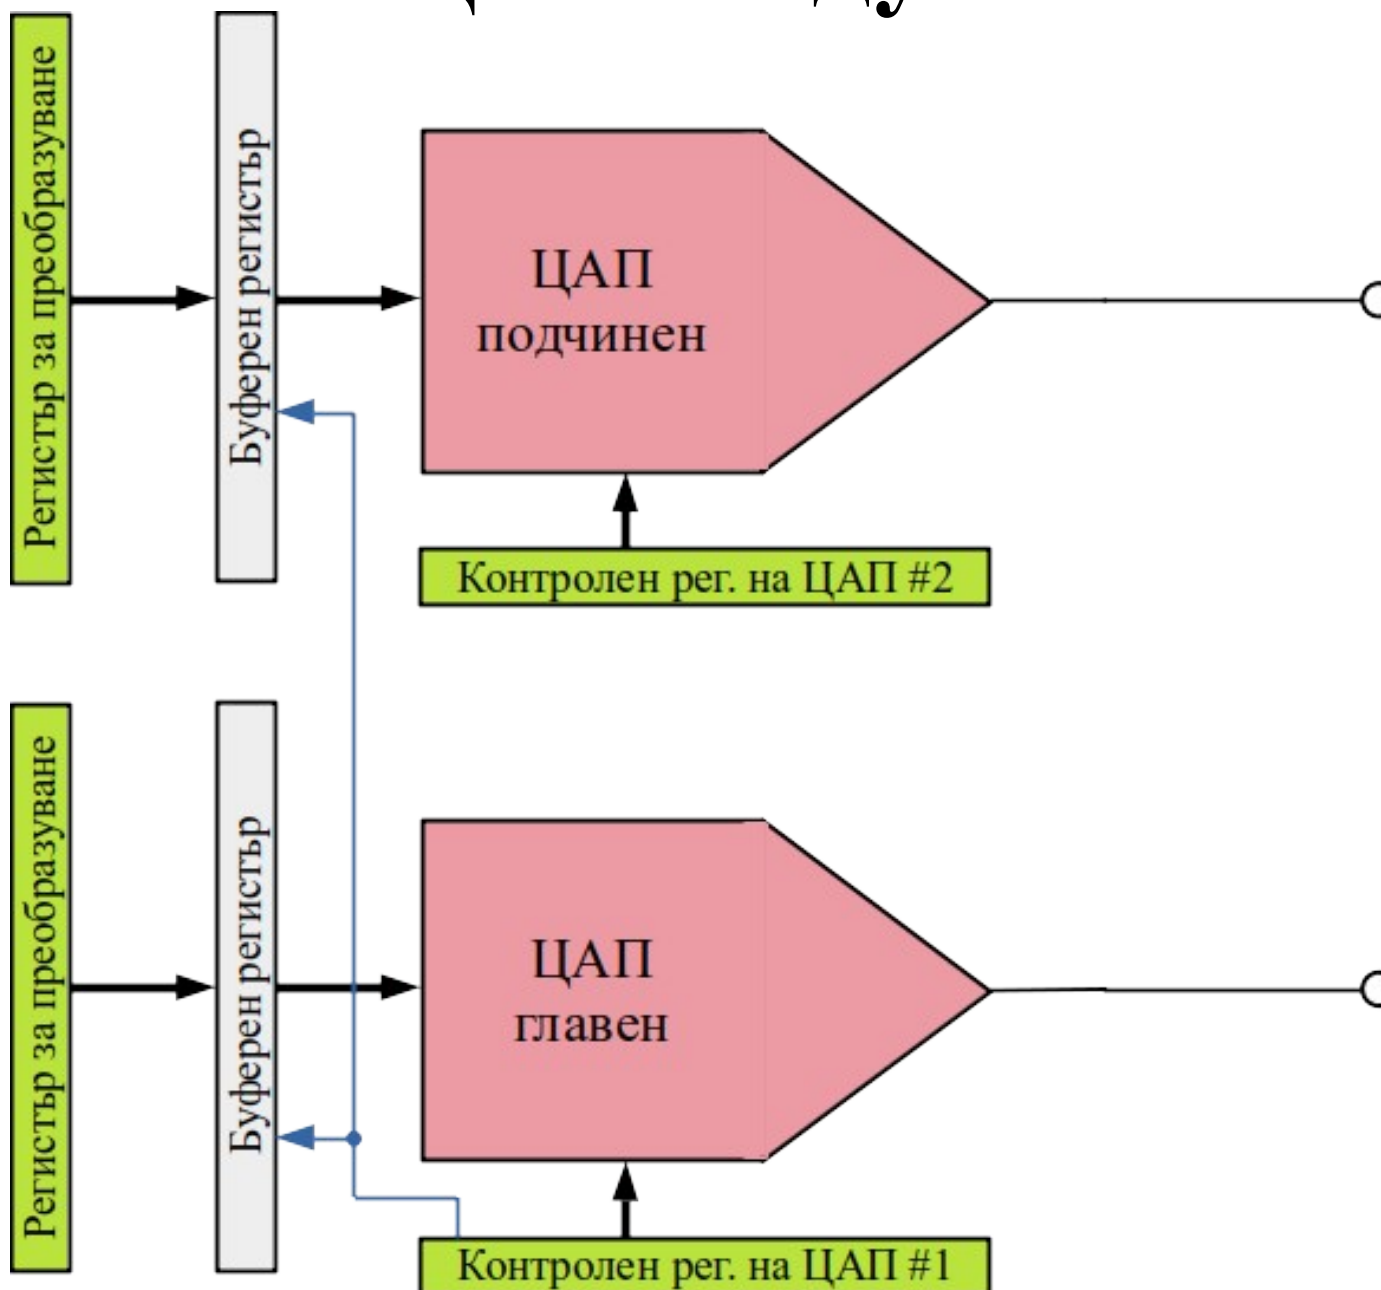 Регистър за преобразуване
Буферен регистър
ЦАП
подчинен
Контролен рег. на ЦАП #2
Регистър за преобразуване
Буферен регистър
ЦАП
главен
Контролен рег. на ЦАП #1